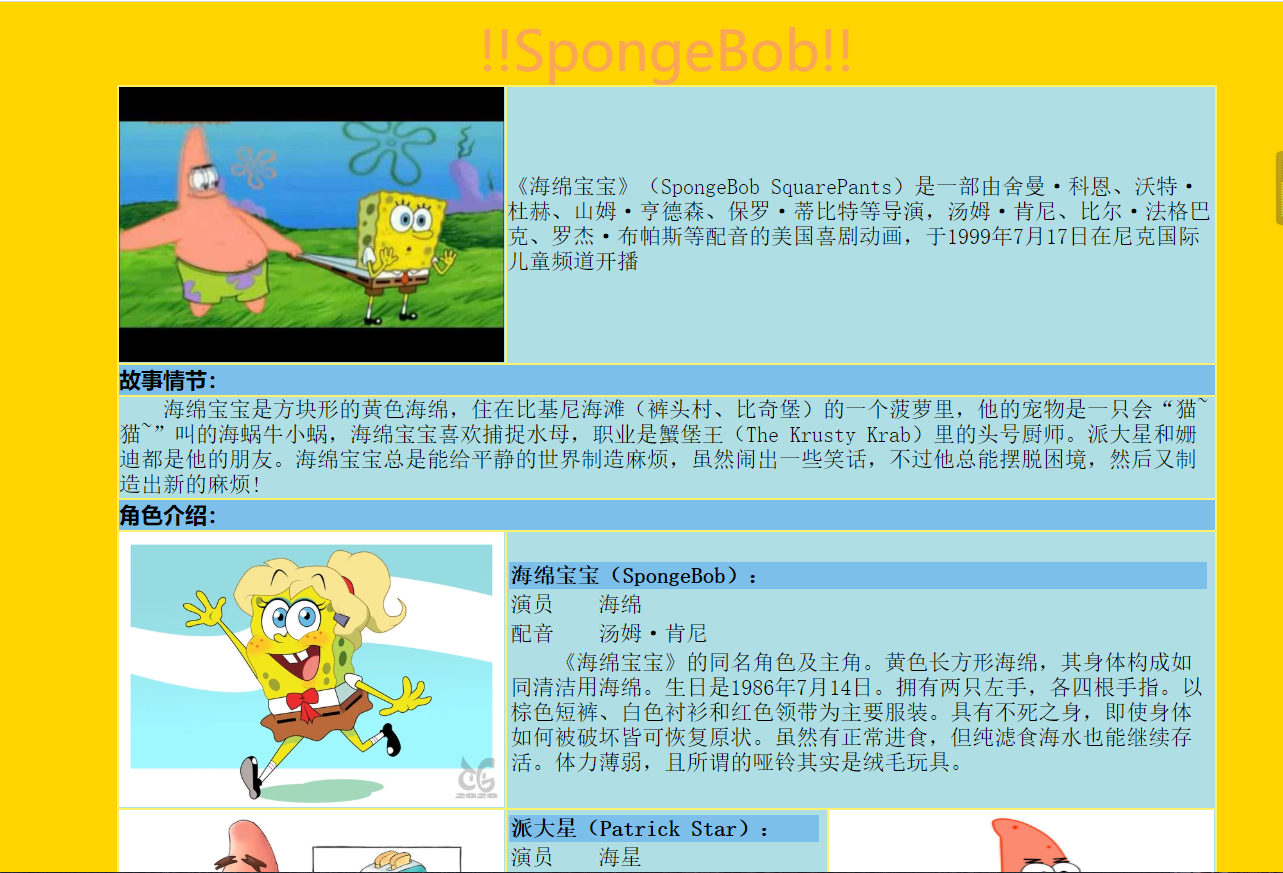 !!SpongeBob!!
《海绵宝宝》（SpongeBob SquarePants）是一部由舍曼·科恩、沃特·
杜赫、山姆·亨德森、保罗·蒂比特等导演，汤姆·肯尼、比尔·法格巴
克、罗杰·布帕斯等配音的美国喜剧动画，于1999年7月17日在尼克国际
儿童频道开播
故事情节：
海绵宝宝是方块形的黄色海绵，住在比基尼海滩（裤头村、比奇堡）的一个菠萝里，他的宠物是一只会“猫~
猫~”叫的海蜗牛小蜗，海绵宝宝喜欢捕捉水母，职业是蟹堡王（The Krusty Krab）里的头号厨师。派大星和姗
迪都是他的朋友。海绵宝宝总是能给平静的世界制造麻烦，虽然闹出一些笑话，不过他总能摆脱困境，然后又制
造出新的麻烦！
角色介绍：
海绵宝宝（SpongeBob）：
演员　　海绵
配音　　汤姆·肯尼
《海绵宝宝》的同名角色及主角。黄色长方形海绵，其身体构成如
同清洁用海绵。生日是1986年7月14日。拥有两只左手，各四根手指。以
棕色短裤、白色衬衫和红色领带为主要服装。具有不死之身，即使身体
如何被破坏皆可恢复原状。虽然有正常进食，但纯滤食海水也能继续存
活。体力薄弱，且所谓的哑铃其实是绒毛玩具。
2020
派大星（Patrick Star）：
演员　　海星